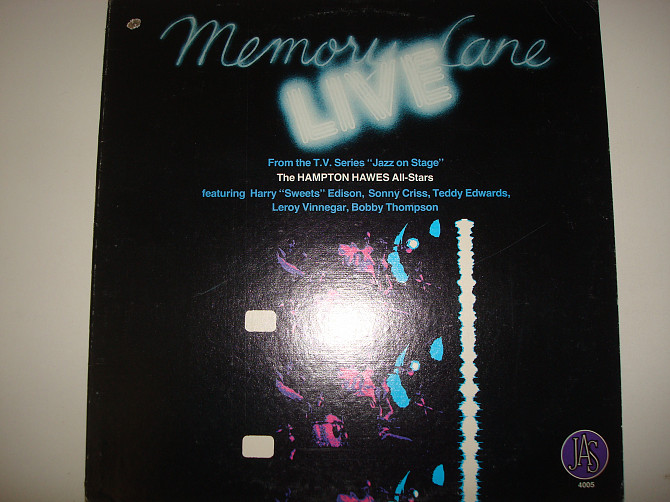 Memory Lane
LIVE
From the T.V. Series "Jazz on Stage"
The HAMPTON HAWES All-Stars
featuring Harry "Sweets" Edison, Sonny Criss, Teddy Edwards,
Leroy Vinnegar, Bobby Thompson
JAS
4005